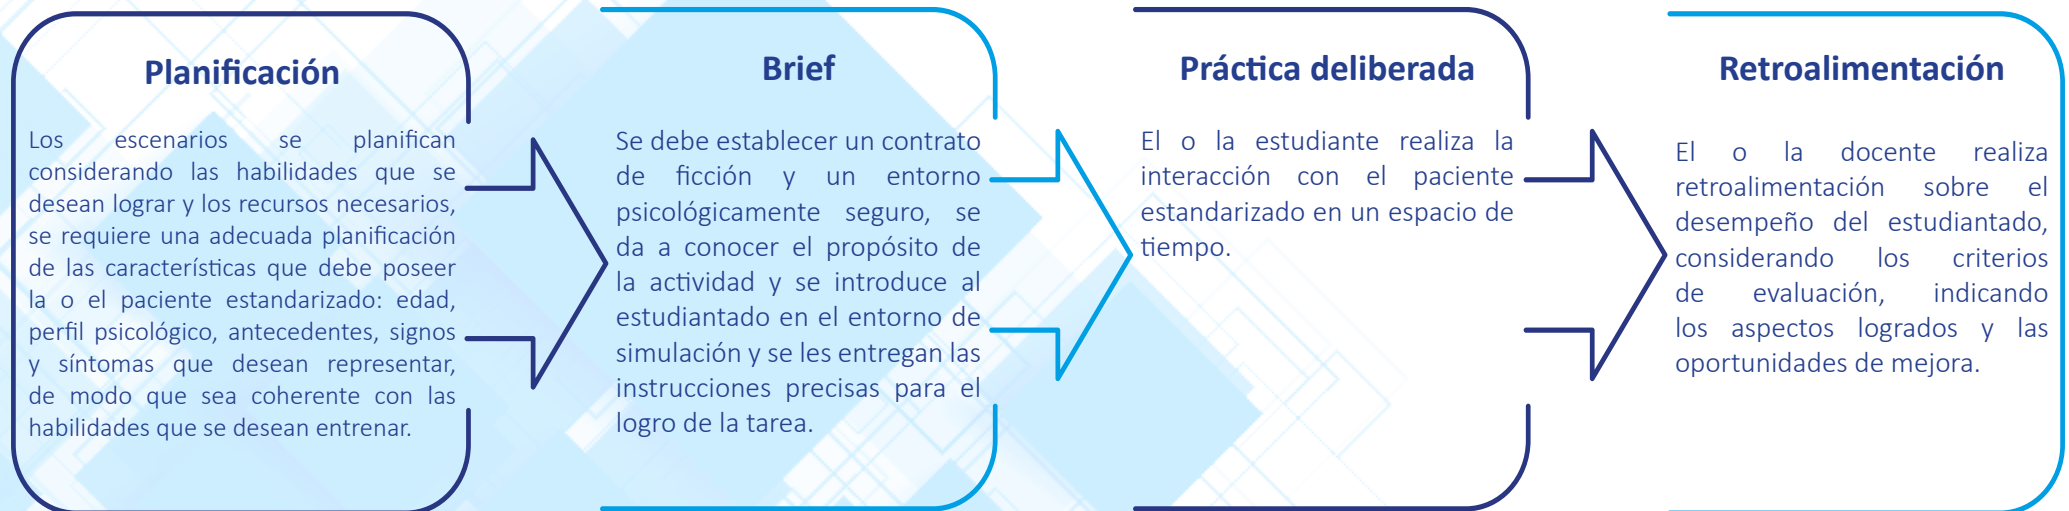 Planificación
Los escenarios se planifican
considerando las habilidades que se
desean lograr y los recursos necesarios,
se requiere una adecuada planificación
de las características que debe poseer
la o el paciente estandarizado: edad,
perfil psicológico, antecedentes, signos
y síntomas que desean representar,
de modo que sea coherente con las
habilidades que se desean entrenar.
Brief
Se debe establecer un contrato
de ficción y un entorno
psicológicamente seguro, se
da a conocer el propósito de
la actividad y se introduce al
estudiantado en el entorno de
simulación y se les entregan las
instrucciones precisas para el
logro de la tarea.
Práctica deliberada
El o la estudiante realiza la
interacción con el paciente
estandarizado en un espacio de
tiempo.
Retroalimentación
El o la docente realiza
retroalimentación sobre el
desempeño del estudiantado,
considerando los criterios
de evaluación, indicando
los aspectos logrados y las
oportunidades de mejora.